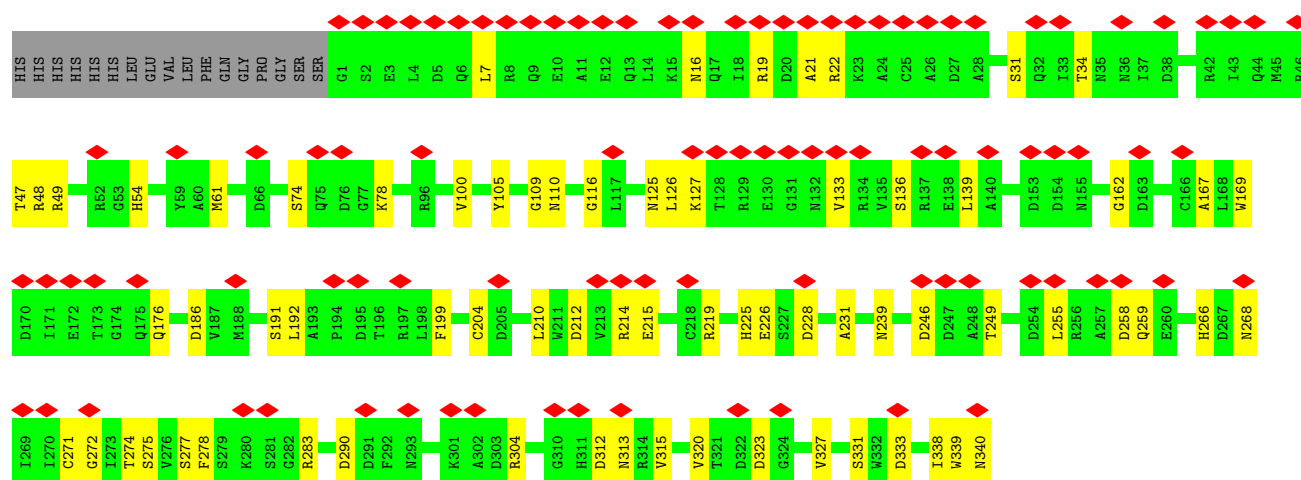 HIS HIS HIS HIS HIS HIS LEU GLU VAL LEU PHE GLN GLY PRO GLY SER SER G1 S2 E3 L4 D5 Q6 L7 R8 Q9 E10 A11 E12 Q13 L14 K15 N16 Q17 I18 R19 D20 A21 R22 K23 A24 C25 A26 D27 A28 S31 Q32 I33 T34 N35 N36 I37 D38 R42 I43 Q44 M45 R46
T47 R48 R49 R52 G53 H54 Y59 A60 M61 D66 S74 Q75 D76 G77 K78 R96 V100 Y105 G109 N110 G116 L117 N125 L126 K127 T128 R129 E130 G131 N132 V133 R134 V135 S136 R137 E138 L139 A140 D153 D154 N155 G162 D163 C166 A167 L168 W169
D170 I171 E172 T173 G174 Q175 Q176 D186 V187 M188 S191 L192 A193 P194 D195 T196 R197 L198 F199 C204 D205 L210 W211 D212 V213 R214 E215 C218 R219 H225 E226 S227 D228 A231 N239 D246 D247 A248 T249 D254 L255 R256 A257 D258 Q259 E260 H266 D267 N268
I269 I270 C271 G272 I273 T274 S275 V276 S277 F278 S279 K280 S281 G282 R283 D290 D291 F292 N293 K301 A302 D303 R304 G310 H311 D312 N313 R314 V315 V320 T321 D322 D323 G324 V327 S331 W332 D333 I338 W339 N340